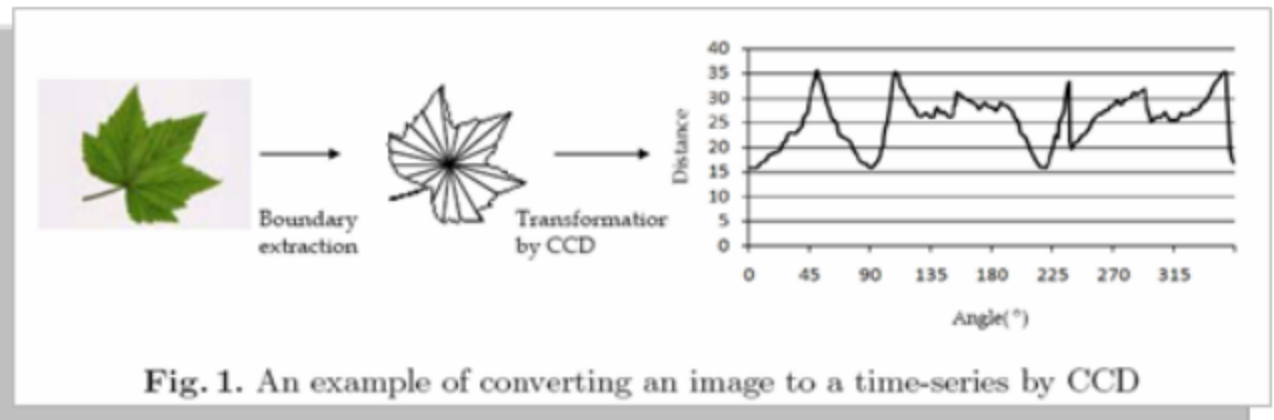 Boundary
extraction
Transformation
by CCD
Distance
40
35
30
25
20
15
10
5
0
0 45 90 135 180 225 270 315
Angle(°)
Fig. 1. An example of converting an image to a time-series by CCD